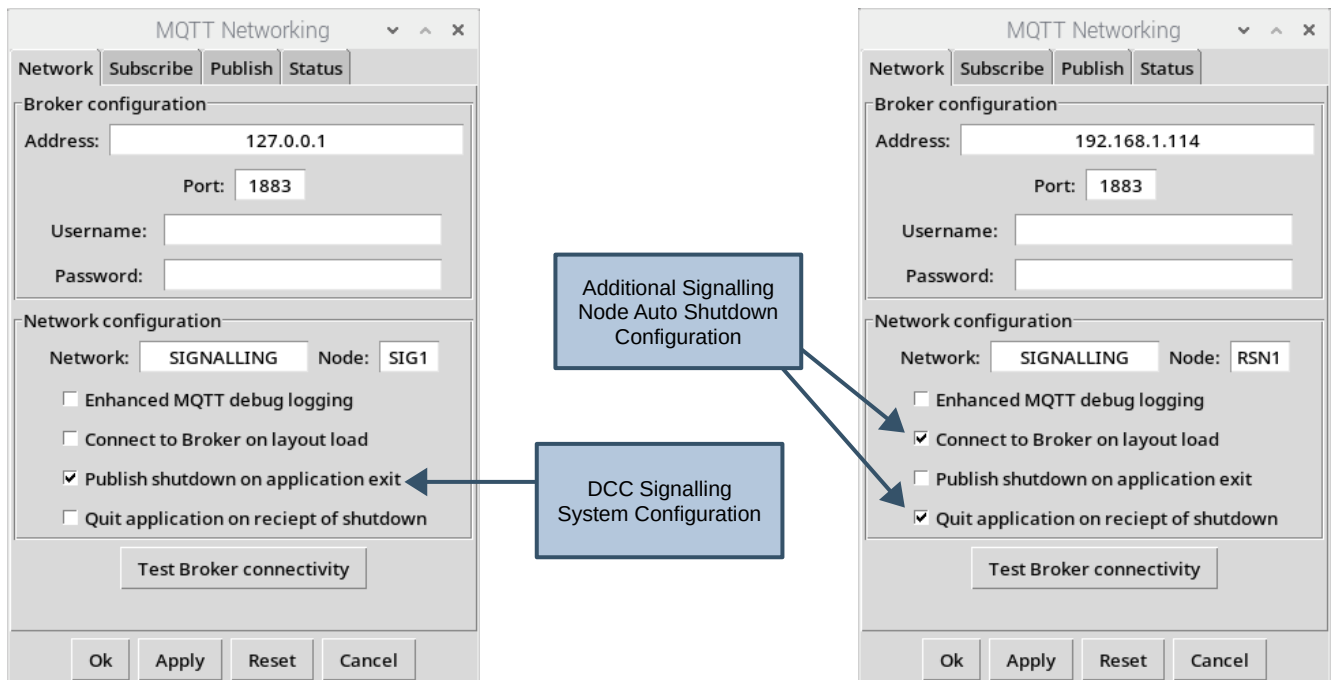 MQTT Networking
Network Subscribe Publish Status
Broker configuration
Address: 127.0.0.1
Port: 1883
Username:
Password:
Network configuration
Network: SIGNALLING Node: SIG1
Enhanced MQTT debug logging
Connect to Broker on layout load
Publish shutdown on application exit
Quit application on reciept of shutdown
Test Broker connectivity
Ok Apply Reset Cancel
Additional Signalling
Node Auto Shutdown
Configuration
DCC Signalling
System Configuration
MQTT Networking
Network Subscribe Publish Status
Broker configuration
Address: 192.168.1.114
Port: 1883
Username:
Password:
Network configuration
Network: SIGNALLING Node: RSN1
Enhanced MQTT debug logging
Connect to Broker on layout load
Publish shutdown on application exit
Quit application on reciept of shutdown
Test Broker connectivity
Ok Apply Reset Cancel